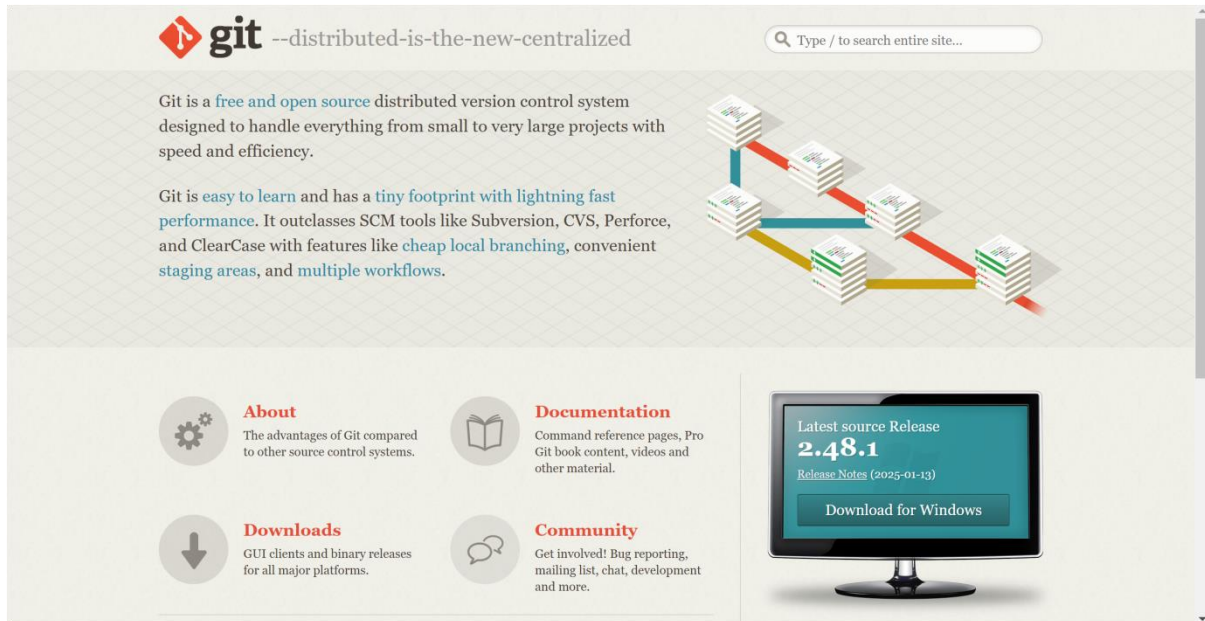 git --distributed-is-the-new-centralized
Type / to search entire site...
Git is a free and open source distributed version control system
designed to handle everything from small to very large projects with
speed and efficiency.
Git is easy to learn and has a tiny footprint with lightning fast
performance. It outclasses SCM tools like Subversion, CVS, Perforce,
and ClearCase with features like cheap local branching, convenient
staging areas, and multiple workflows.
About
The advantages of Git compared
to other source control systems.
Documentation
Command reference pages, Pro
Git book content, videos and
other material.
Downloads
GUI clients and binary releases
for all major platforms.
Community
Get involved! Bug reporting,
mailing list, chat, development
and more.
Latest source Release
2.48.1
Release Notes (2025-01-13)
Download for Windows